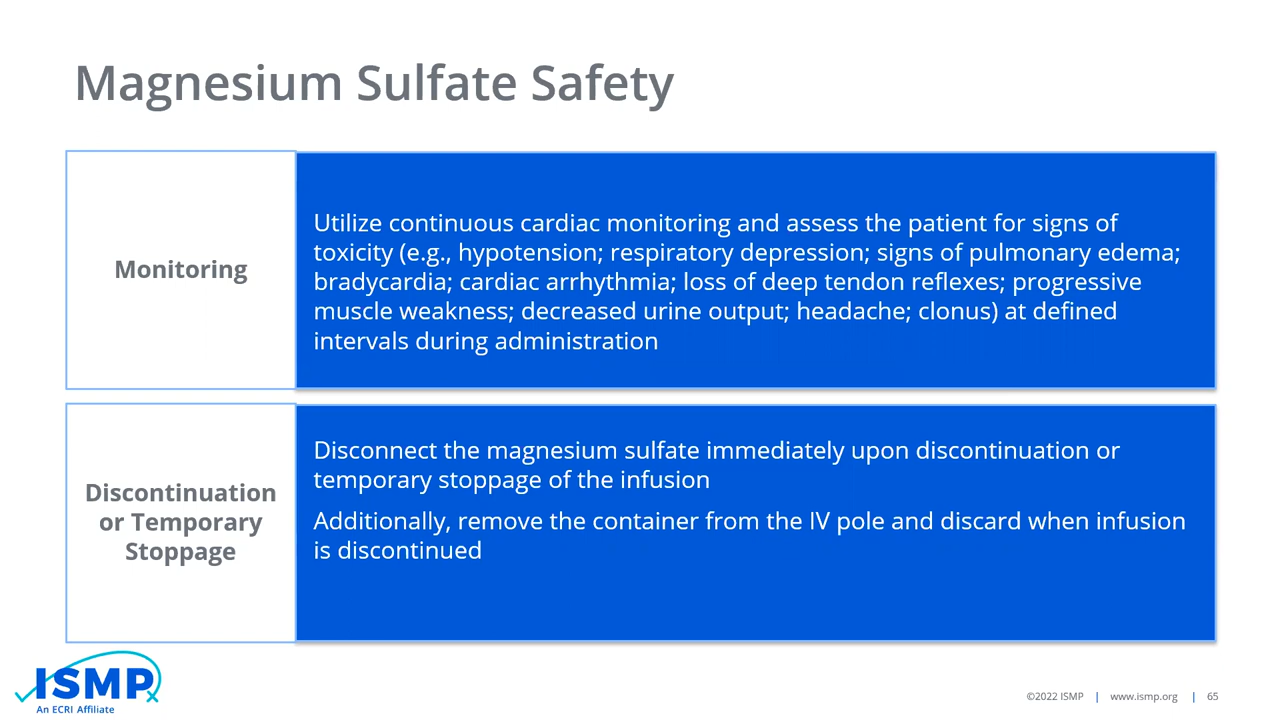 Magnesium Sulfate Safety
Monitoring
Utilize continuous cardiac monitoring and assess the patient for signs of
toxicity (e.g., hypotension; respiratory depression; signs of pulmonary edema;
bradycardia; cardiac arrhythmia; loss of deep tendon reflexes; progressive
muscle weakness; decreased urine output; headache; clonus) at defined
intervals during administration
Discontinuation
or Temporary
Stoppage
Disconnect the magnesium sulfate immediately upon discontinuation or
temporary stoppage of the infusion
Additionally, remove the container from the IV pole and discard when infusion
is discontinued
ISMP
An ECRI Affiliate
©2022 ISMP | www.ismp.org | 65